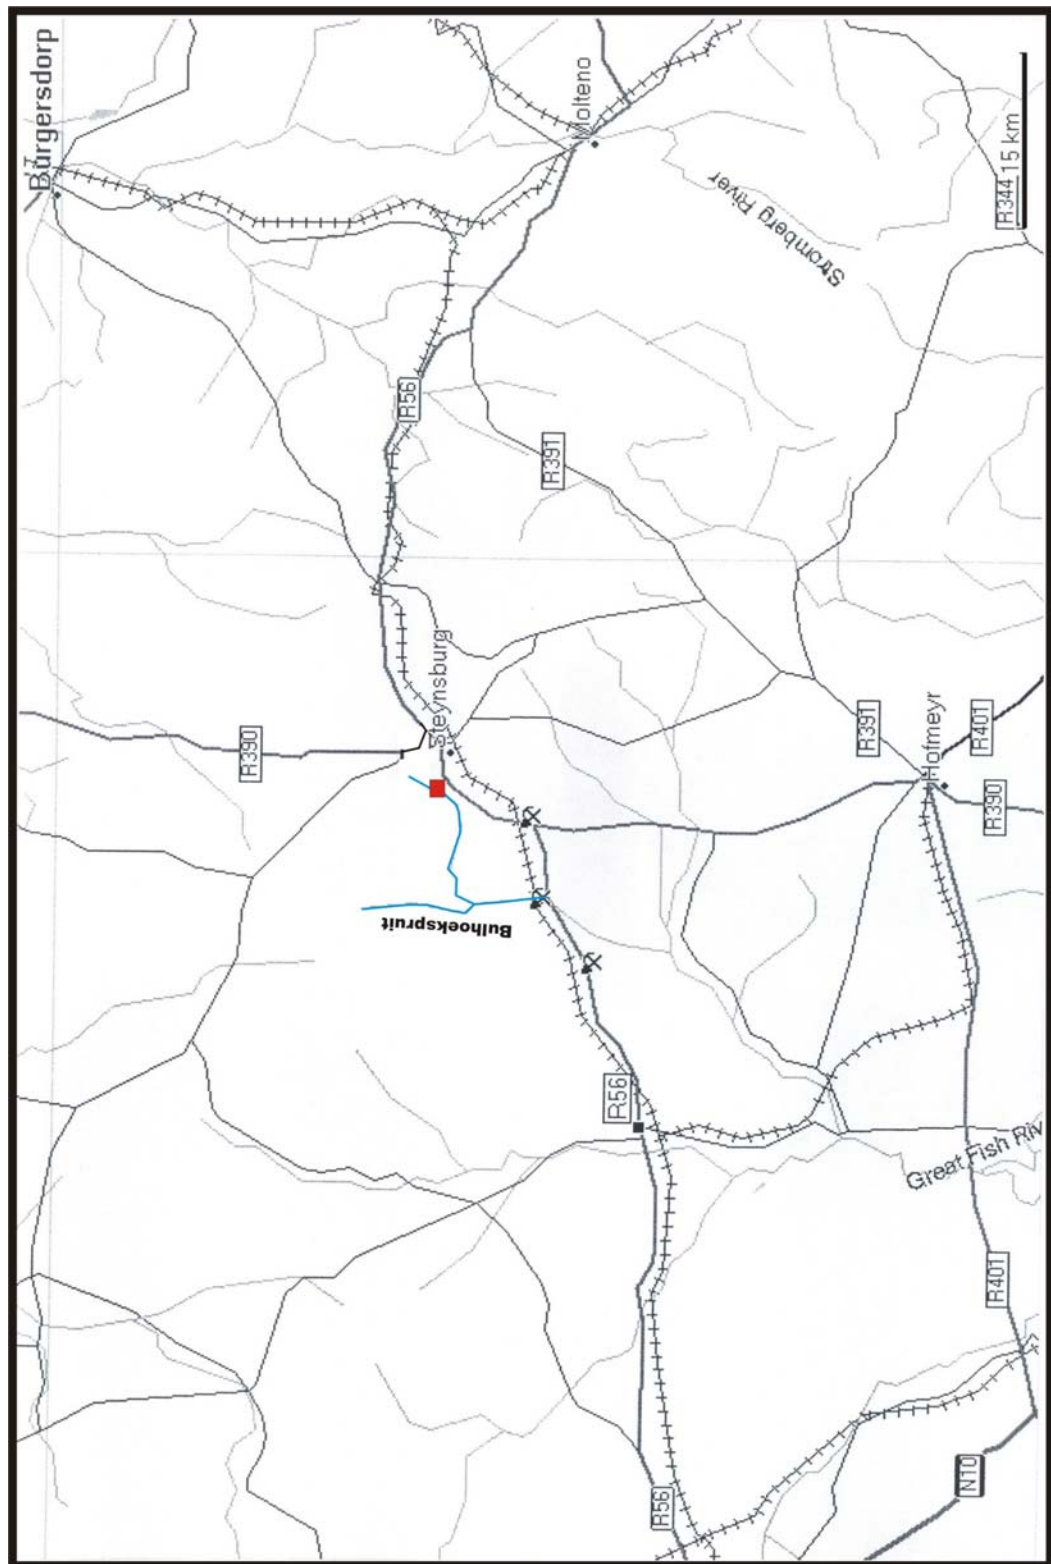 Burgersdorp
Molteno
Stromberg River
R344
15 km
R56
R391
Steynsburg
R390
R391
Hofmeyr
R401
R390
Bulhoekspruit
R56
Great Fish Riv
R401
R56
N10